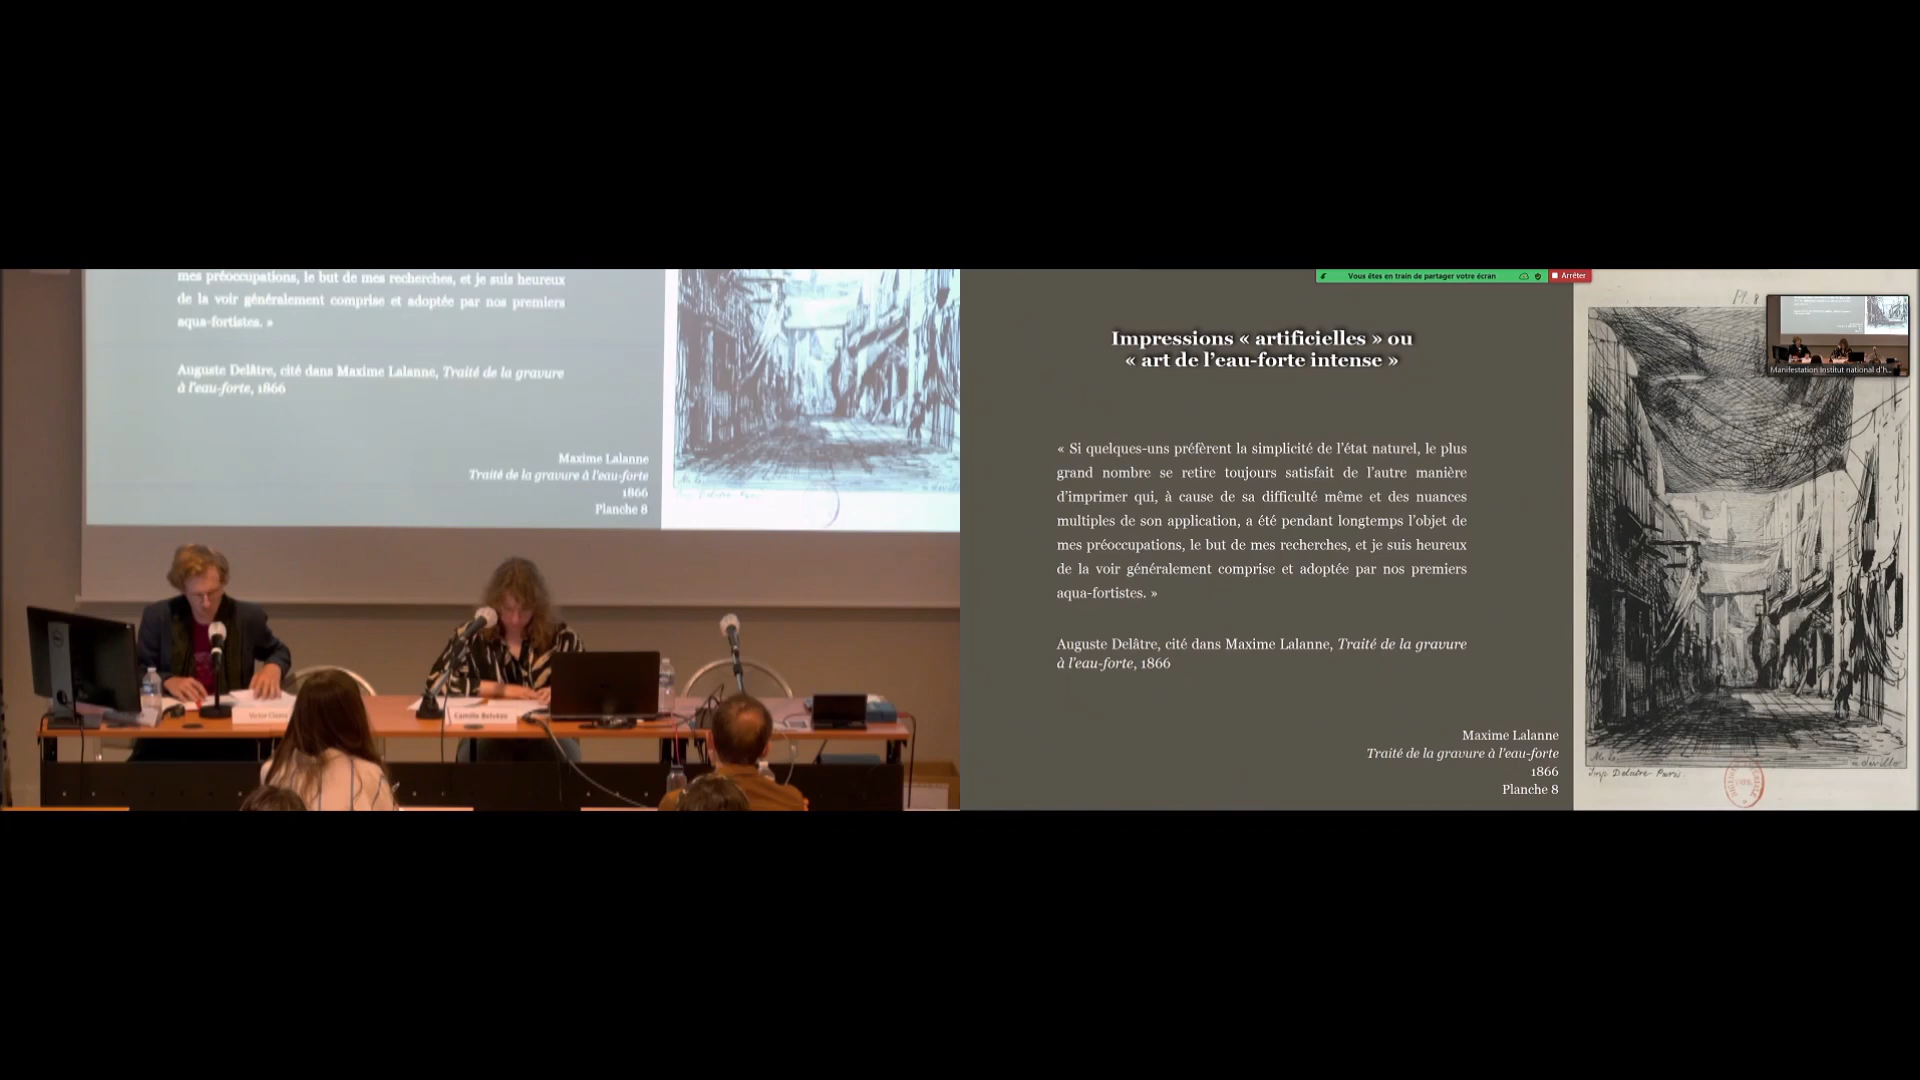 mes préoccupations, le but de mes recherches, et je suis heureux
de la voir généralement comprise et adoptée par nos premiers
aqua-fortistes. »
Auguste Delâtre, cité dans Maxime Lalanne, Traité de la gravure
à l'eau-forte, 1866
Maxime Lalanne
Traité de la gravure à l'eau-forte
1866
Planche 8
Camille Belvèze
Vous êtes en train de partager votre écran
Arrêter
Impressions « artificielles » ou
« art de l'eau-forte intense »
« Si quelques-uns préfèrent la simplicité de l'état naturel, le plus
grand nombre se retire toujours satisfait de l'autre manière
d'imprimer qui, à cause de sa difficulté même et des nuances
multiples de son application, a été pendant longtemps l'objet de
mes préoccupations, le but de mes recherches, et je suis heureux
de la voir généralement comprise et adoptée par nos premiers
aqua-fortistes. »
Auguste Delâtre, cité dans Maxime Lalanne, Traité de la gravure
à l'eau-forte, 1866
Maxime Lalanne
Traité de la gravure à l'eau-forte
1866
Planche 8
Pl. 8
Manifestation Institut national d'h...
Imp Delatre Paris.